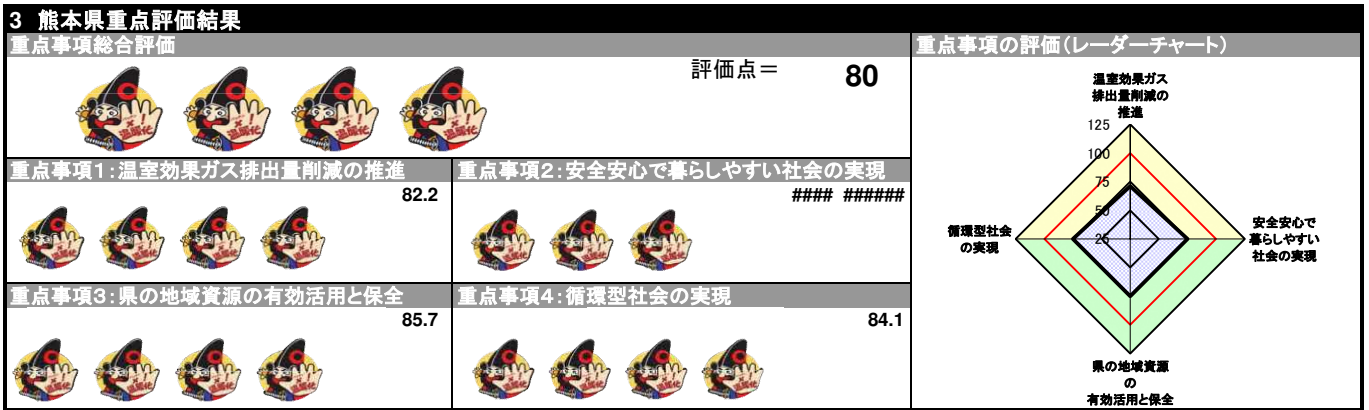 3 熊本県重点評価結果
重点事項総合評価
評価点＝ 80
重点事項1：温室効果ガス排出量削減の推進
82.2
重点事項2：安全安心で暮らしやすい社会の実現
#### ######
重点事項3：県の地域資源の有効活用と保全
85.7
重点事項4：循環型社会の実現
84.1
重点事項の評価（レーダーチャート）
温室効果ガス
排出量削減の
推進
125
100
75
50
25
循環型社会
の実現
安全安心で
暮らしやすい
社会の実現
県の地域資源
の
有効活用と保全